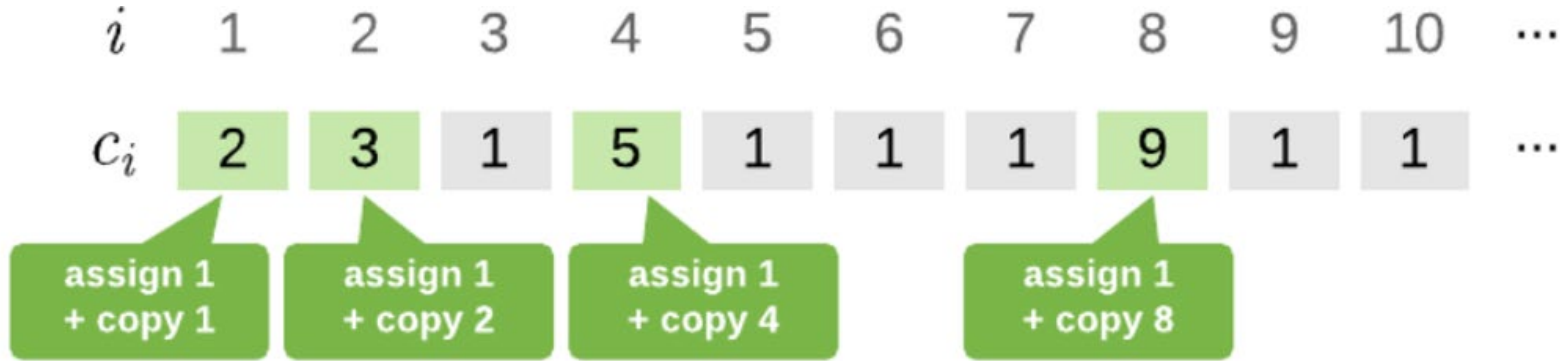 i 1 2 3 4 5 6 7 8 9 10 ...
c_i 2 3 1 5 1 1 1 9 1 1 ...
assign 1 assign 1 assign 1 assign 1
+ copy 1 + copy 2 + copy 4 + copy 8